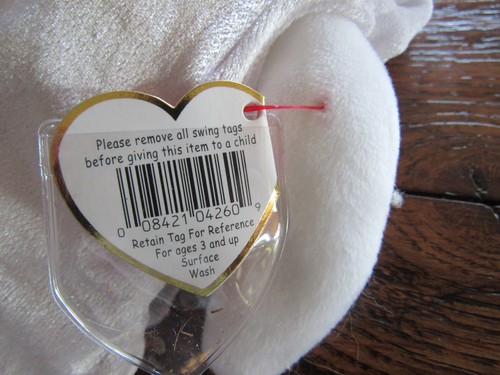 Please remove all swing tags
before giving this item to a child
0 08421 04260 9
Retain Tag For Reference
For ages 3 and up
Surface
Wash